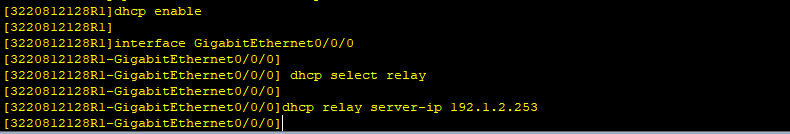 [3220812128R1]dhcp enable
[3220812128R1]
[3220812128R1]interface GigabitEthernet0/0/0
[3220812128R1-GigabitEthernet0/0/0]
[3220812128R1-GigabitEthernet0/0/0] dhcp select relay
[3220812128R1-GigabitEthernet0/0/0]
[3220812128R1-GigabitEthernet0/0/0]dhcp relay server-ip 192.1.2.253
[3220812128R1-GigabitEthernet0/0/0]